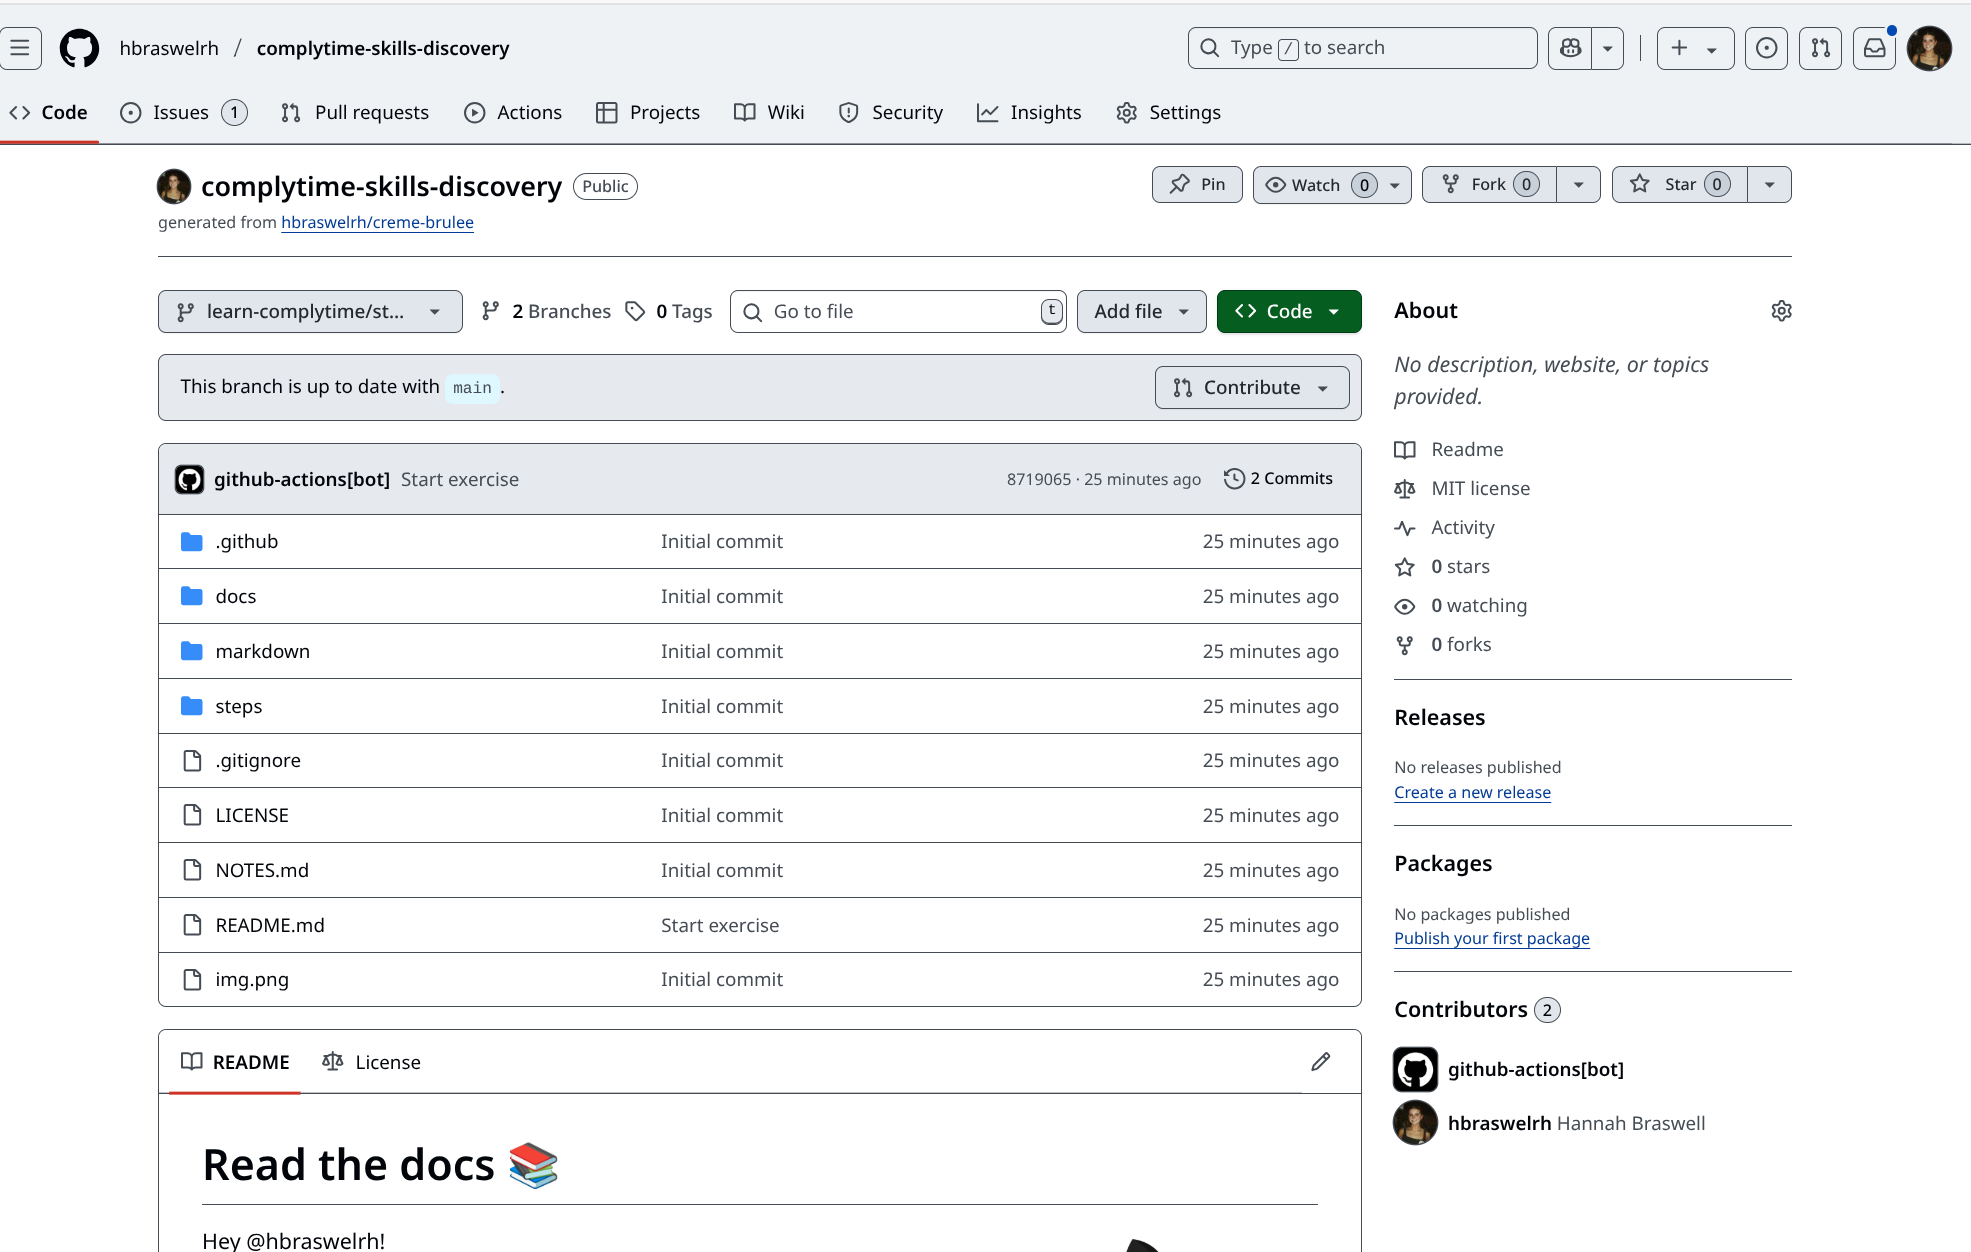 hbraswelrh / complytime-skills-discovery
Type / to search
Code
Issues 1
Pull requests
Actions
Projects
Wiki
Security
Insights
Settings
complytime-skills-discovery Public
Pin
Watch 0
Fork 0
Star 0
generated from hbraswelrh/creme-brulee
learn-complytime/st...
2 Branches
0 Tags
Go to file t
Add file
Code
This branch is up to date with main .
Contribute
github-actions[bot] Start exercise 8719065 · 25 minutes ago 2 Commits
.github Initial commit 25 minutes ago
docs Initial commit 25 minutes ago
markdown Initial commit 25 minutes ago
steps Initial commit 25 minutes ago
.gitignore Initial commit 25 minutes ago
LICENSE Initial commit 25 minutes ago
NOTES.md Initial commit 25 minutes ago
README.md Start exercise 25 minutes ago
img.png Initial commit 25 minutes ago
README
License
Read the docs
Hey @hbraswelrh!
About
No description, website, or topics
provided.
Readme
MIT license
Activity
0 stars
0 watching
0 forks
Releases
No releases published
Create a new release
Packages
No packages published
Publish your first package
Contributors 2
github-actions[bot]
hbraswelrh Hannah Braswell